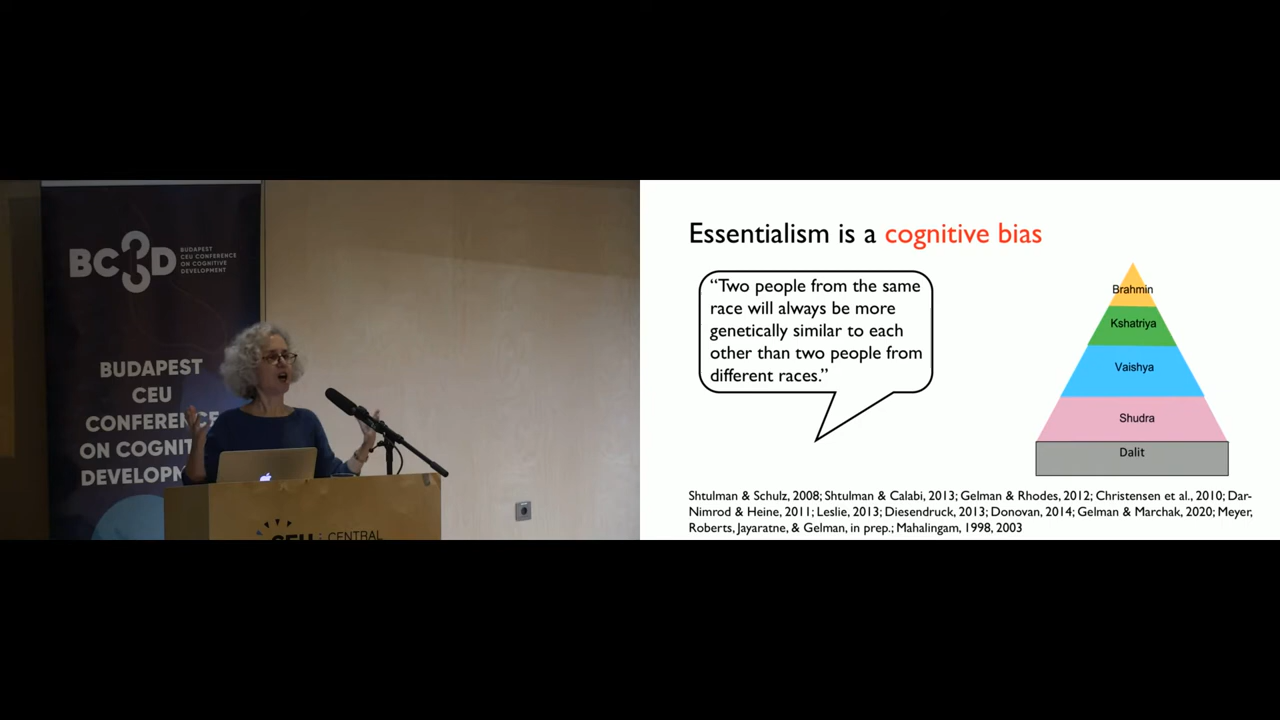 BC D
BUDAPEST
CEU CONFERENCE
ON COGNITIVE
DEVELOPMENT
BUDAPEST
CEU
CONFERENCE
ON COGNIT
DEVELOPM
CEU
CENTRAL
Essentialism is a cognitive bias
“Two people from the same
race will always be more
genetically similar to each
other than two people from
different races.”
Brahmin
Kshatriya
Vaishya
Shudra
Dalit
Shtulman & Schulz, 2008; Shtulman & Calabi, 2013; Gelman & Rhodes, 2012; Christensen et al., 2010; Dar-
Nimrod & Heine, 2011; Leslie, 2013; Diesendruck, 2013; Donovan, 2014; Gelman & Marchak, 2020; Meyer,
Roberts, Jayaratne, & Gelman, in prep.; Mahalingam, 1998, 2003